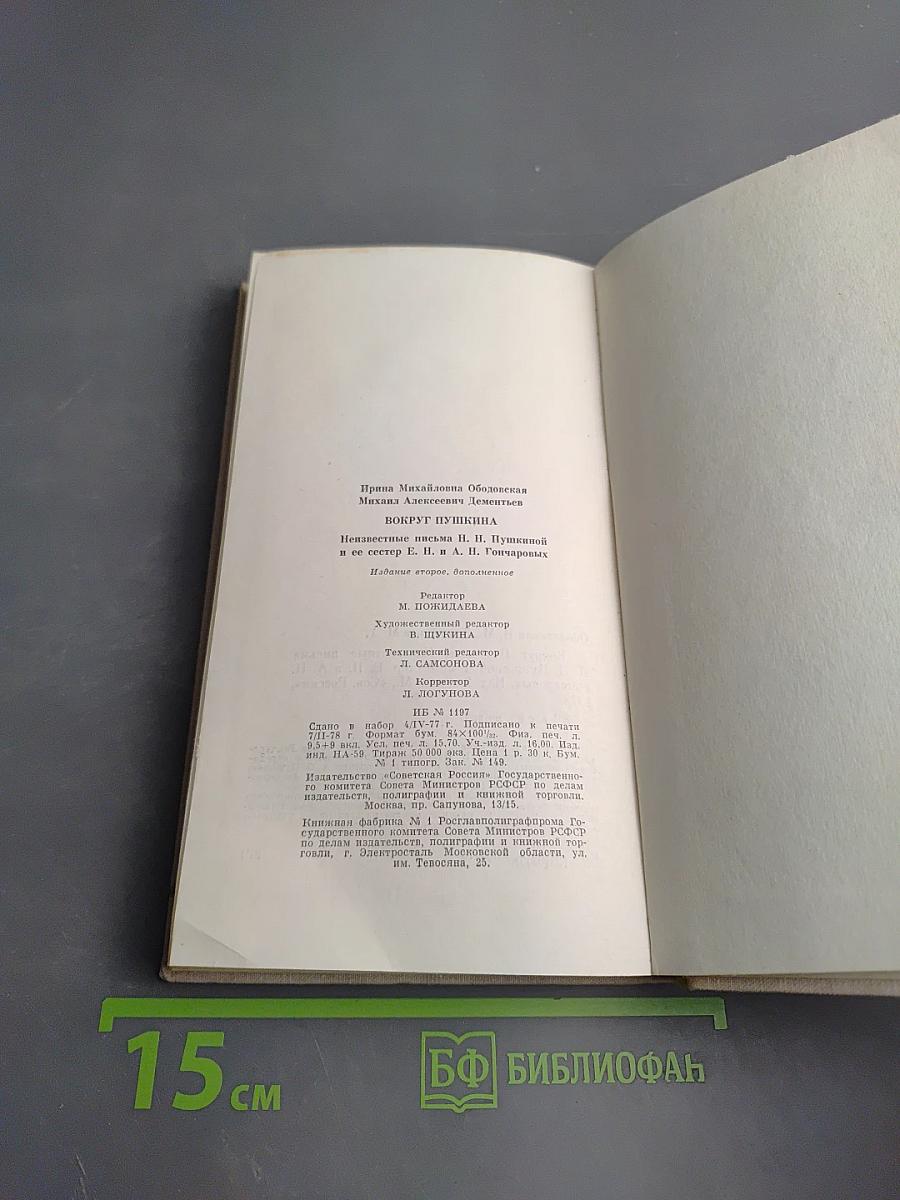 Ирина Михайловна Ободовская
Михаил Алексеевич Дементьев
ВОКРУГ ПУШКИНА
Неизвестные письма Н. Н. Пушкиной
и ее сестер Е. Н. и А. Н. Гончаровых
Издание второе, дополненное
Редактор
М. ПОЖИДАЕВА
Художественный редактор
В. ЩУКИНА
Технический редактор
Л. САМСОНОВА
Корректор
Л. ЛОГУНОВА
ИБ № 1197
Сдано в набор 4/IV-77 г. Подписано к печати
7/II-78 г. Формат бум. 84×100¹/₃₂. Физ. печ. л.
9,5+9 вкл. Усл. печ. л. 15,70. Уч.-изд. л. 16,00. Изд.
инд. НА-59. Тираж 50 000 экз. Цена 1 р. 30 к. Бум.
№ 1 типогр. Зак. № 149.
Издательство «Советская Россия» Государственно-
го комитета Совета Министров РСФСР по делам
издательств, полиграфии и книжной торговли.
Москва, пр. Сапунова, 13/15.
Книжная фабрика № 1 Росглавполиграфпрома Го-
сударственного комитета Совета Министров РСФСР
по делам издательств, полиграфии и книжной тор-
говли, г. Электросталь Московской области, ул.
им. Тевосяна, 25.
15 см
БФ БИБЛИОФАН